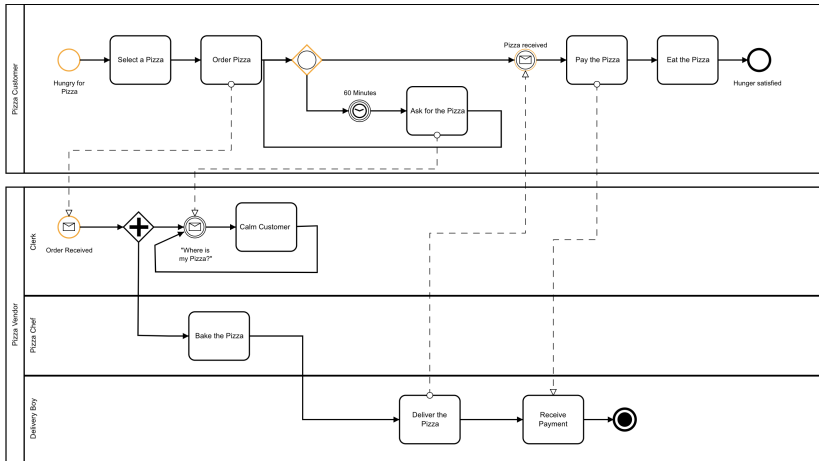 Pizza Customer
Select a Pizza
Order Pizza
Pizza received
Pay the Pizza
Eat the Pizza
Hungry for
Pizza
60 Minutes
Ask for the Pizza
Hunger satisfied
Pizza Vendor
Clerk
Order Received
"Where is
my Pizza?"
Calm Customer
Pizza Chef
Bake the Pizza
Delivery Boy
Deliver the
Pizza
Receive
Payment